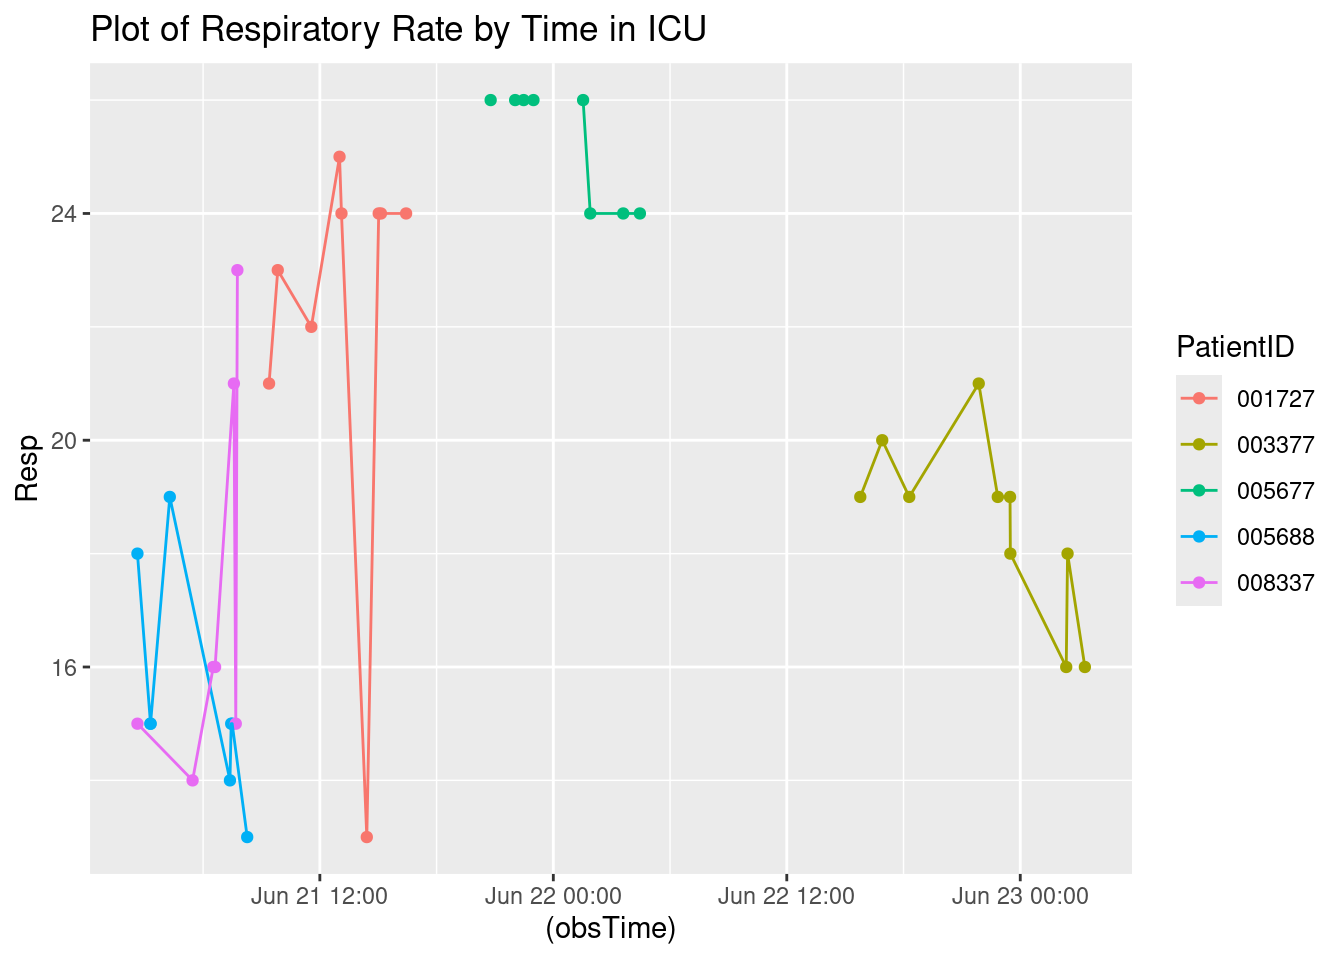 Plot of Respiratory Rate by Time in ICU
24
20
16
Resp
Jun 21 12:00
Jun 22 00:00
Jun 22 12:00
Jun 23 00:00
(obsTime)
PatientID
001727
003377
005677
005688
008337